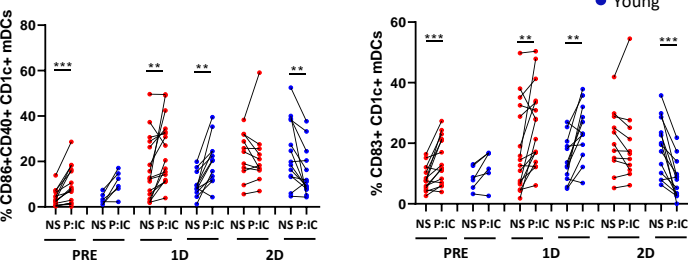 Young
% CD86+CD40+ CD1c+ mDCs
80
60
40
20
0
*** ** ** **
NS P:IC NS P:IC NS P:IC NS P:IC NS P:IC NS P:IC
PRE 1D 2D
% CD83+ CD1c+ mDCs
60
40
20
0
*** ** ** ***
NS P:IC NS P:IC NS P:IC NS P:IC NS P:IC NS P:IC
PRE 1D 2D